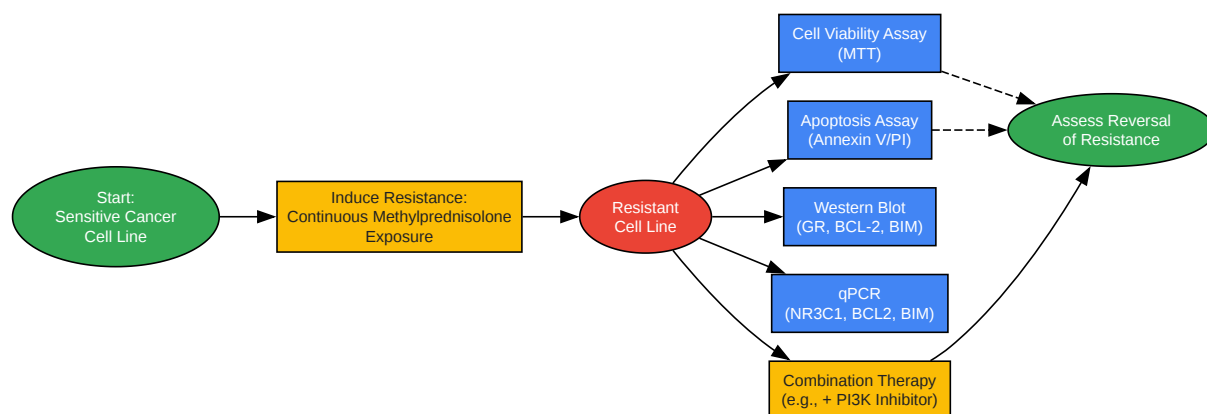 Start:
Sensitive Cancer
Cell Line
Induce Resistance:
Continuous Methylprednisolone
Exposure
Resistant
Cell Line
Cell Viability Assay
(MTT)
Apoptosis Assay
(Annexin V/PI)
Western Blot
(GR, BCL-2, BIM)
qPCR
(NR3C1, BCL2, BIM)
Combination Therapy
(e.g., + PI3K Inhibitor)
Assess Reversal
of Resistance